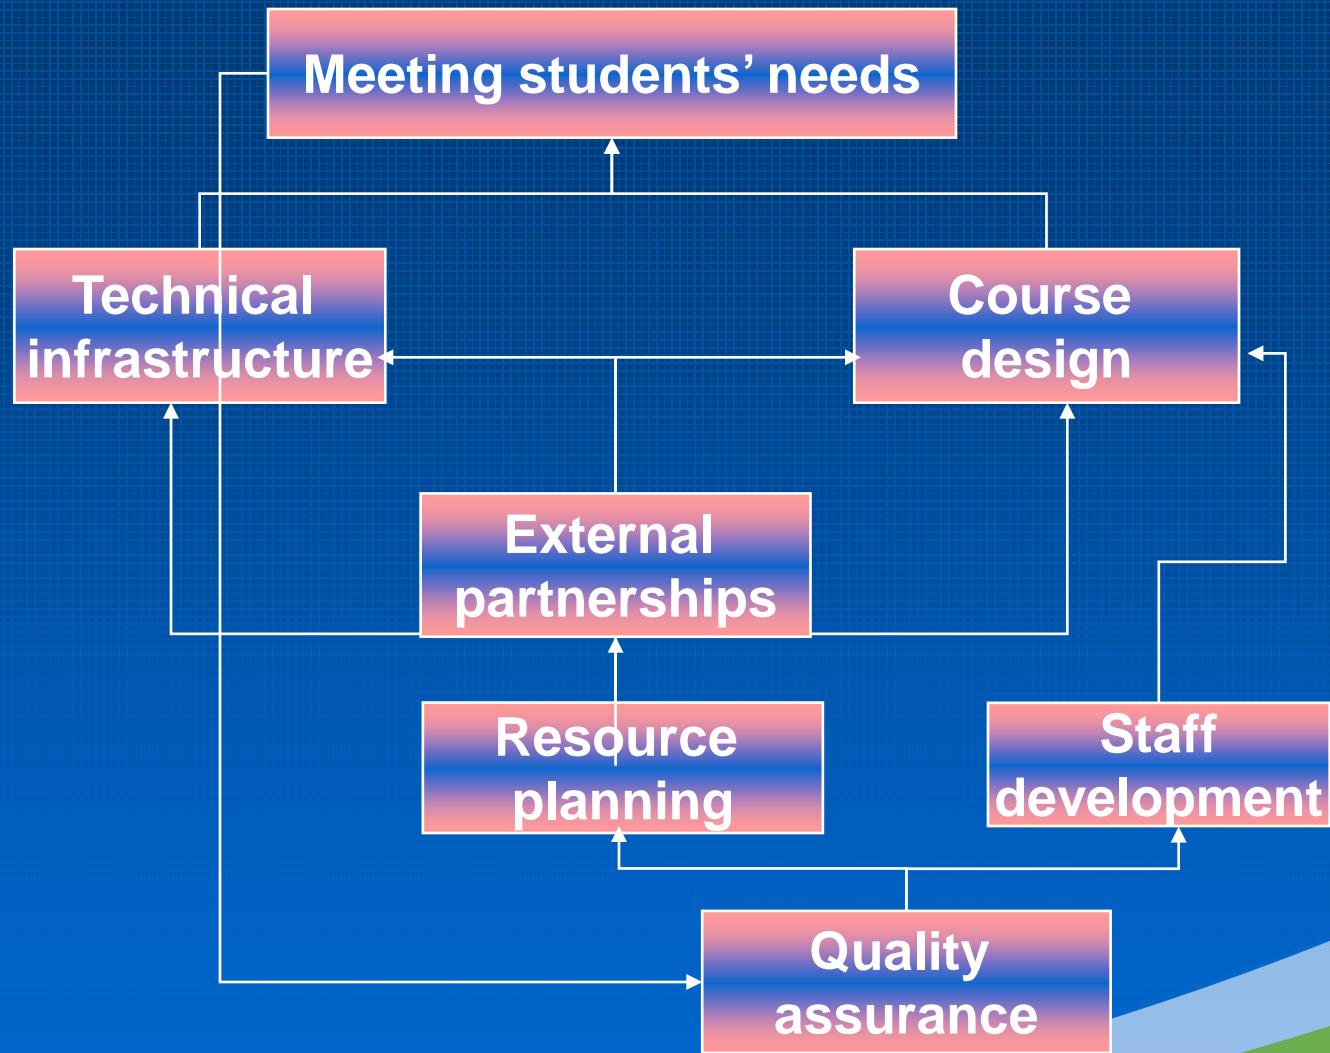 Meeting students’ needs
Technical
infrastructure
Course
design
External
partnerships
Resource
planning
Staff
development
Quality
assurance